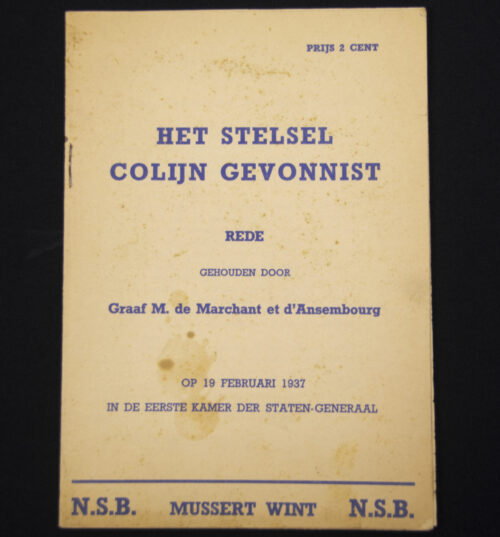 PRIJS 2 CENT
HET STELSEL
COLIJN GEVONNIST
REDE
GEHOUDEN DOOR
Graaf M. de Marchant et d'Ansembourg
OP 19 FEBRUARI 1937
IN DE EERSTE KAMER DER STATEN-GENERAAL
N.S.B. MUSSERT WINT N.S.B.